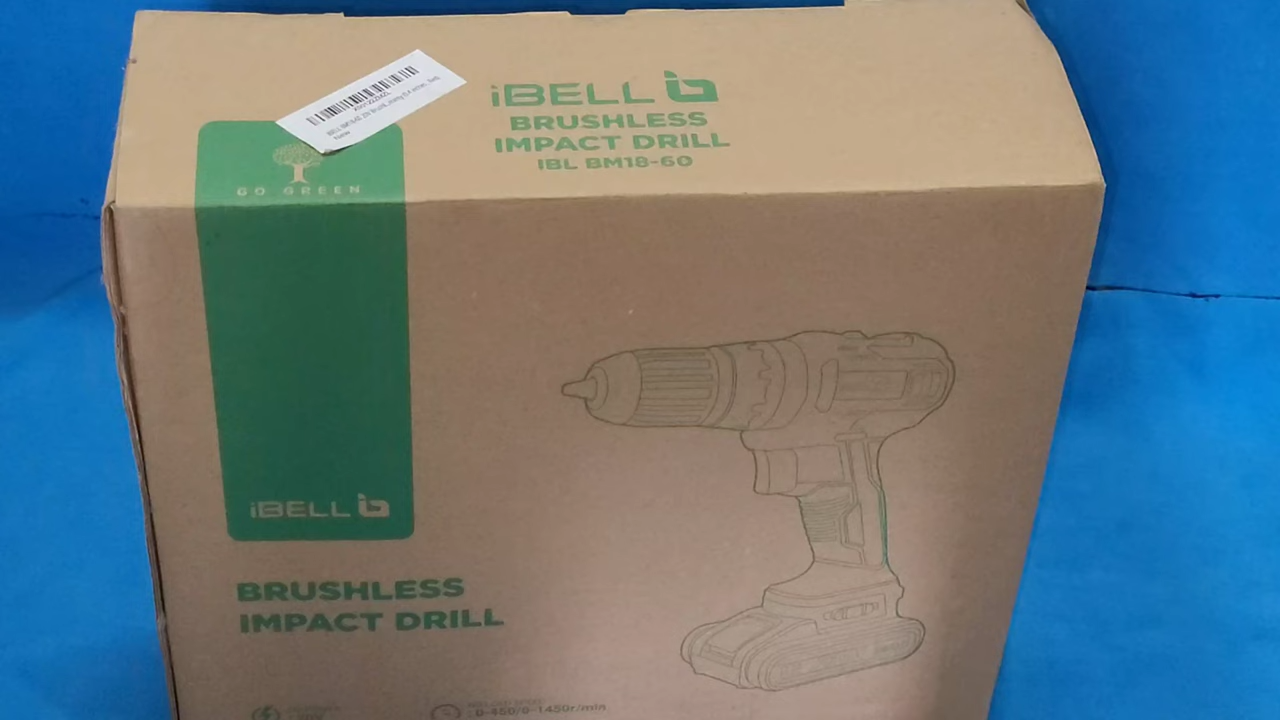 iBELL
BRUSHLESS
IMPACT DRILL
IBL BM18-60
GO GREEN
iBELL
BRUSHLESS
IMPACT DRILL
: 0-450/0-1450r/min